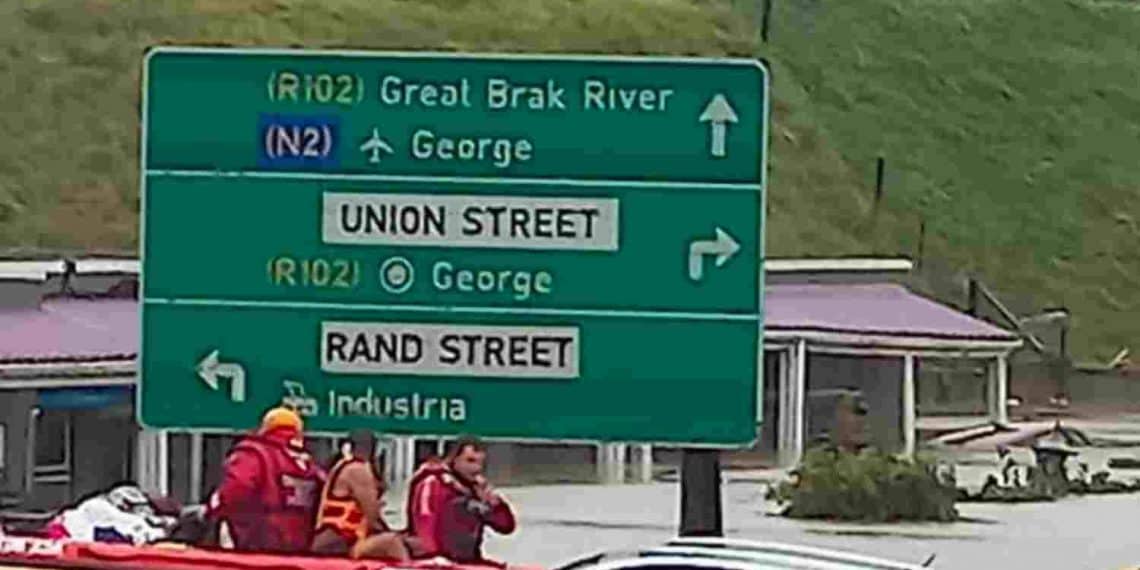 (R102) Great Brak River
(N2) George
UNION STREET
(R102) George
RAND STREET
Industria